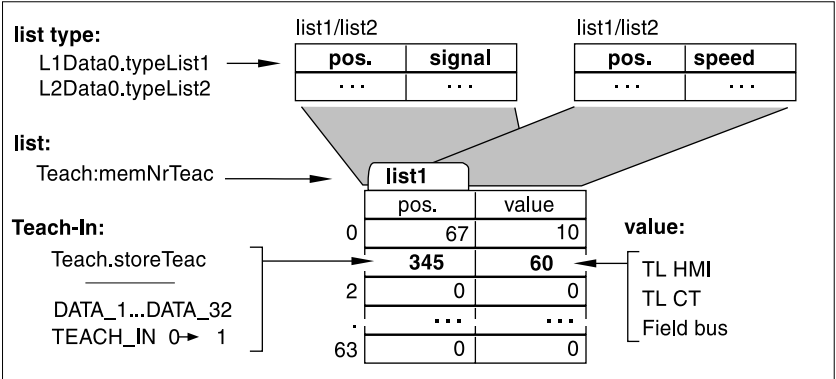 list type:
L1Data0.typeList1
L2Data0.typeList2
list1/list2
pos. signal
... ...
list1/list2
pos. speed
... ...
list:
Teach:memNrTeac
list1
pos. value
0 67 10
345 60
2 0 0
. ... ...
63 0 0
Teach-In:
Teach.storeTeac
DATA_1...DATA_32
TEACH_IN 0→ 1
value:
TL HMI
TL CT
Field bus